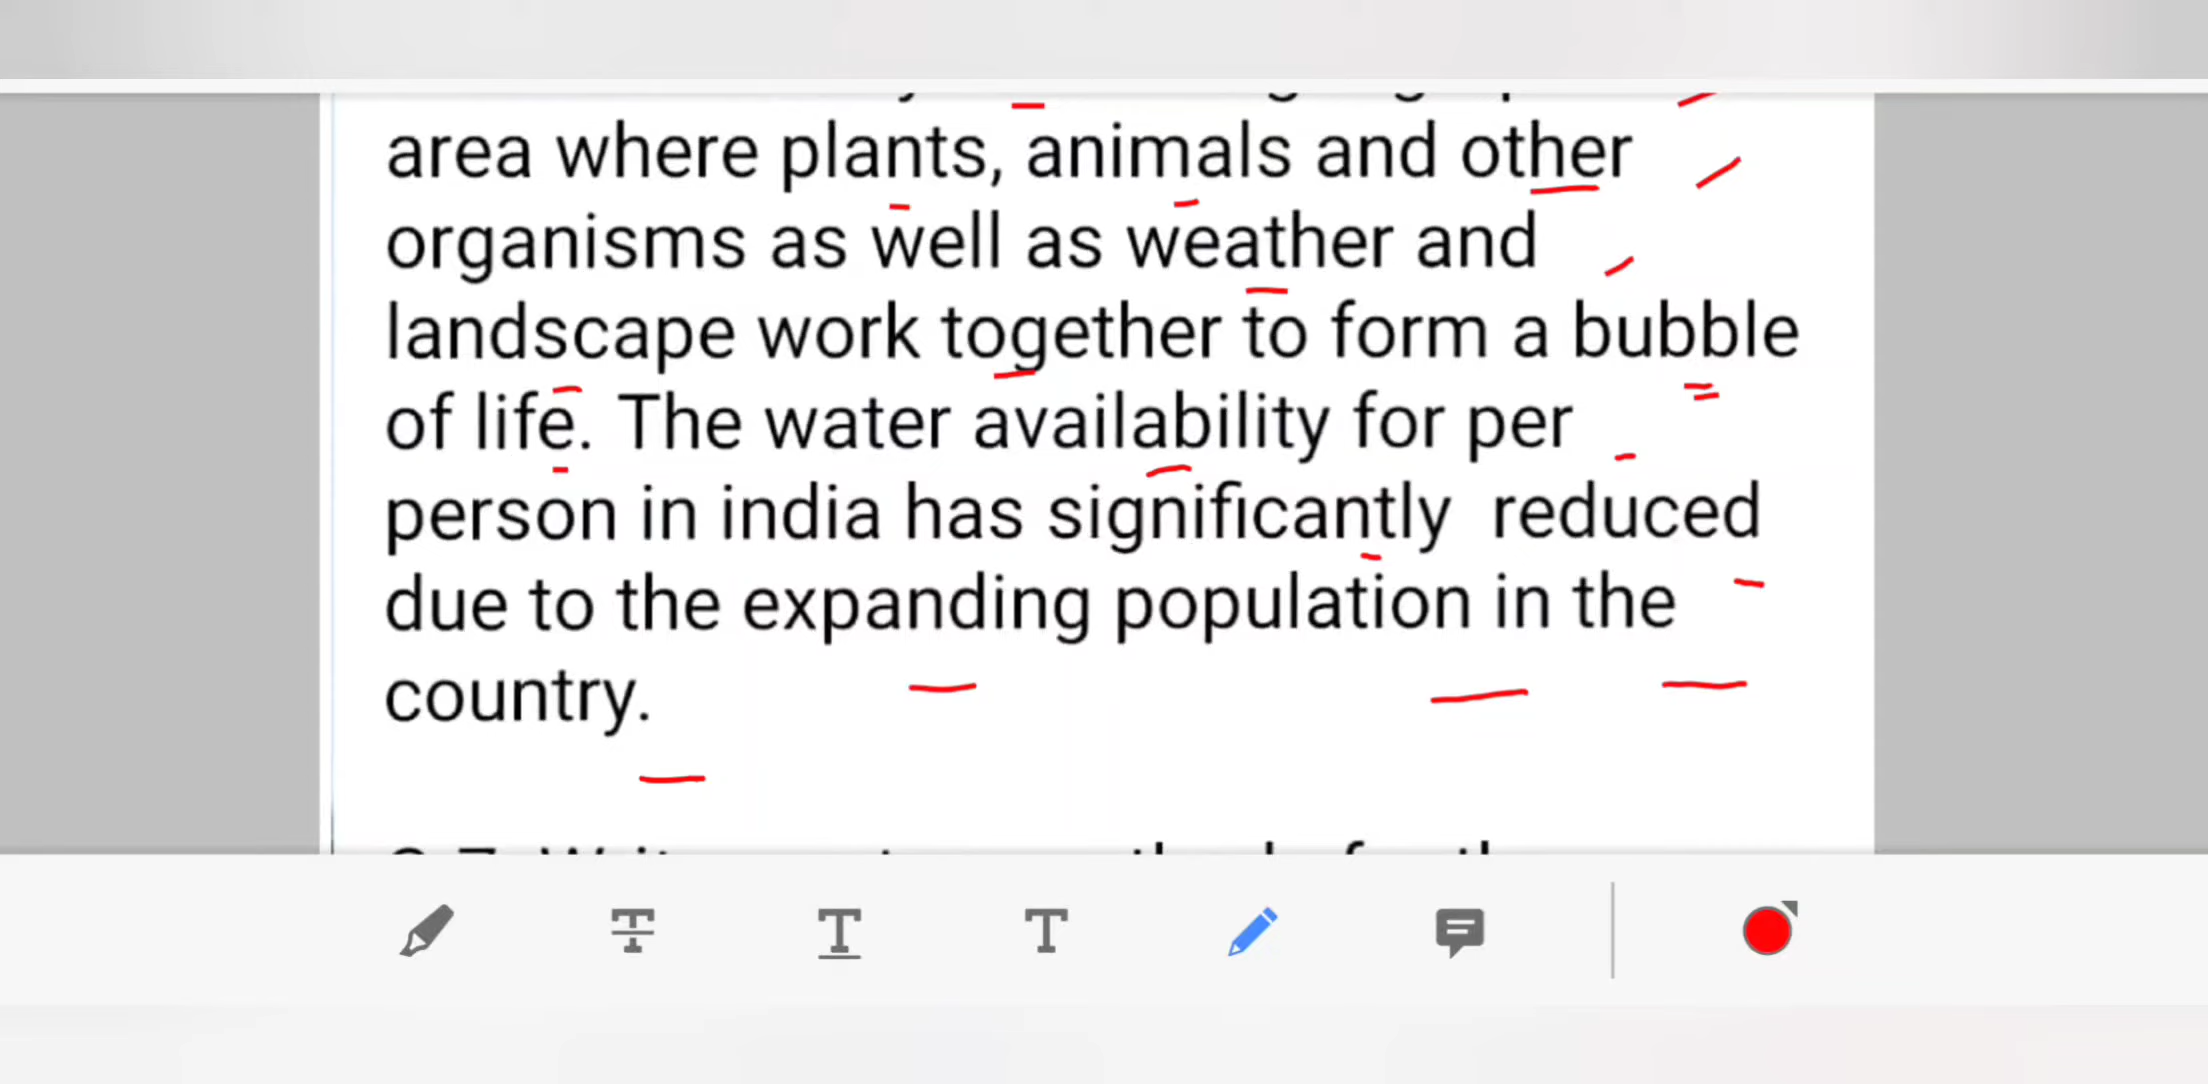 area where plants, animals and other
organisms as well as weather and
landscape work together to form a bubble
of life. The water availability for per
person in india has significantly  reduced
due to the expanding population in the
country.